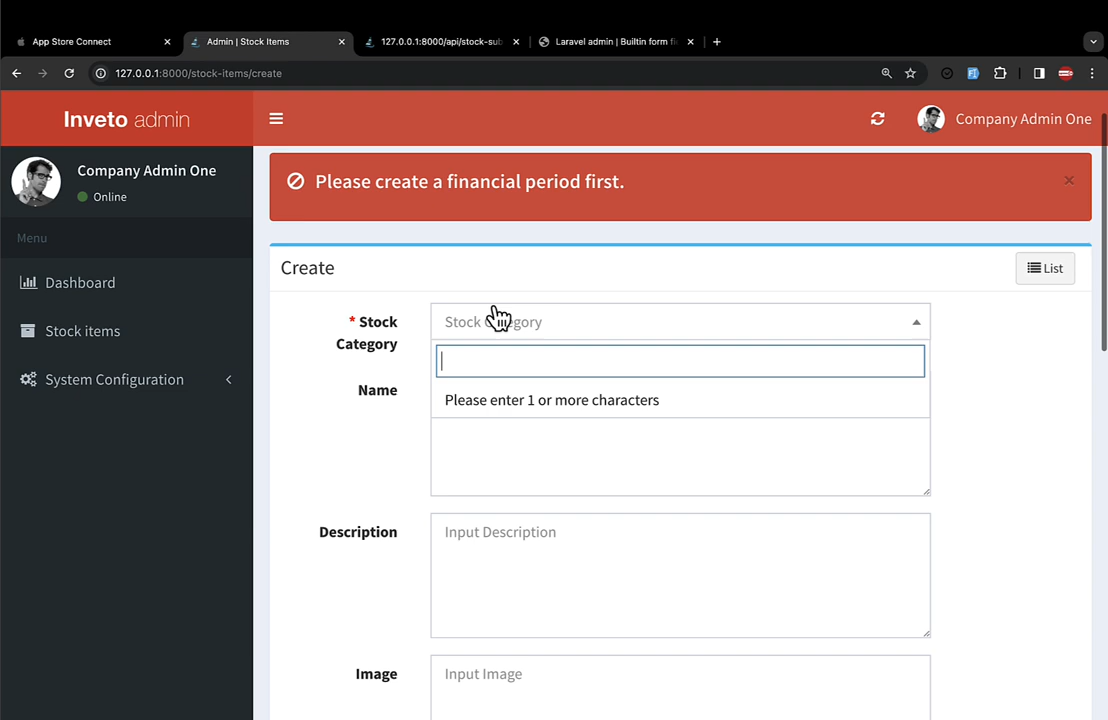 App Store Connect
Admin | Stock Items
127.0.0.1:8000/api/stock-sub
Laravel admin | Builtin form fi
127.0.0.1:8000/stock-items/create
Inveto admin
Company Admin One
Company Admin One
Online
Please create a financial period first.
Menu
Dashboard
Stock items
System Configuration
Create
List
* Stock Category
Stock Category
Please enter 1 or more characters
Name
Description
Input Description
Image
Input Image